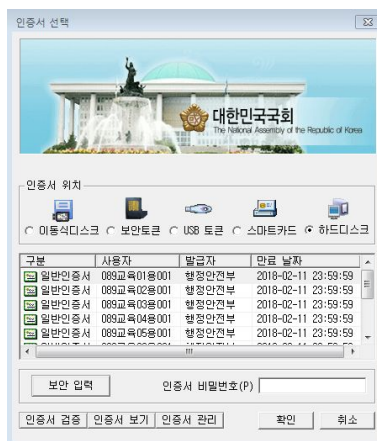 인증서 선택
대한민국국회
The National Assembly of the Republic of Korea
인증서 위치
이동식디스크 보안토큰 USB 토큰 스마트카드 하드디스크
구분 사용자 발급자 만료 날짜
일반인증서 089교육01용001 행정안전부 2018-02-11 23:59:59
일반인증서 089교육02용001 행정안전부 2018-02-11 23:59:59
일반인증서 089교육03용001 행정안전부 2018-02-11 23:59:59
일반인증서 089교육04용001 행정안전부 2018-02-11 23:59:59
일반인증서 089교육05용001 행정안전부 2018-02-11 23:59:59
보안 입력 인증서 비밀번호(P)
인증서 검증 인증서 보기 인증서 관리 확인 취소